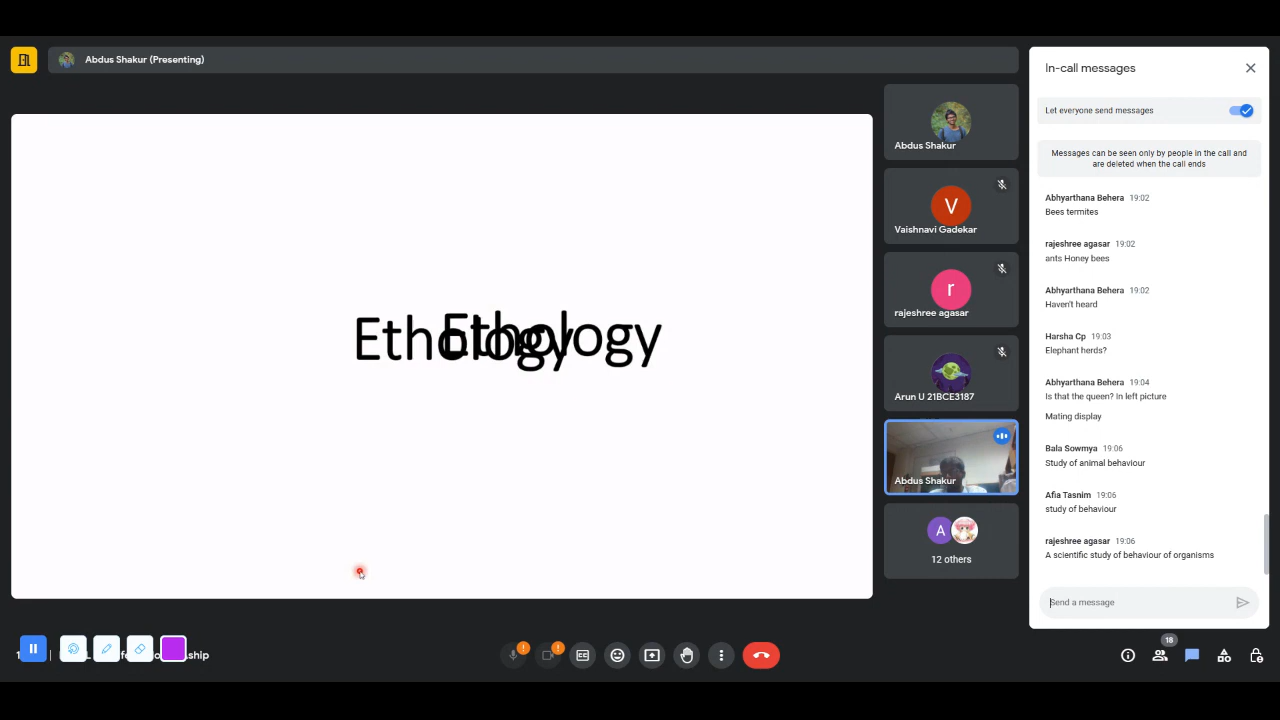 Abdus Shakur (Presenting)
Ethology
Ethology
Abdus Shakur
V
Vaishnavi Gadekar
r
rajeshree agasar
Arun U 21BCE3187
Abdus Shakur
A
12 others
In-call messages
Let everyone send messages
Messages can be seen only by people in the call and
are deleted when the call ends
Abhyarthana Behera 19:02
Bees termites
rajeshree agasar 19:02
ants Honey bees
Abhyarthana Behera 19:02
Haven't heard
Harsha Cp 19:03
Elephant herds?
Abhyarthana Behera 19:04
Is that the queen? In left picture
Mating display
Bala Sowmya 19:06
Study of animal behaviour
Afia Tasnim 19:06
study of behaviour
rajeshree agasar 19:06
A scientific study of behaviour of organisms
Send a message
18